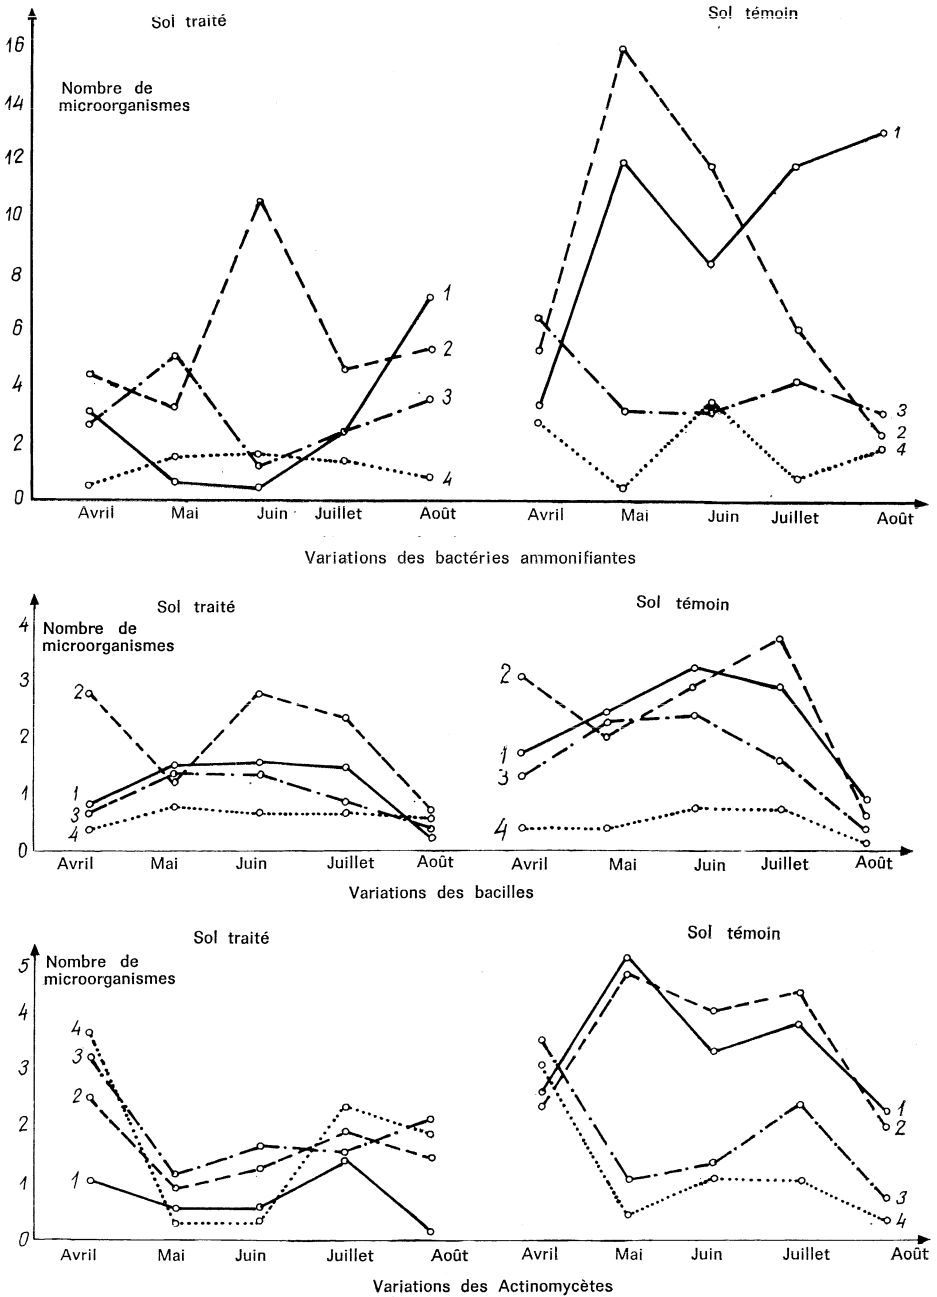 Sol traité
Sol témoin
16
Nombre de
microorganismes
14
12
10
8
6
4
2
0
1
2
3
4
1
3
2
4
Avril Mai Juin Juillet Août Avril Mai Juin Juillet Août
Variations des bactéries ammonifiantes
Sol traité
Sol témoin
4
Nombre de
microorganismes
3
2
1
0
2
1
3
4
2
1
3
4
Avril Mai Juin Juillet Août Avril Mai Juin Juillet Août
Variations des bacilles
Sol traité
Sol témoin
5
Nombre de
microorganismes
4
3
2
1
0
4
3
2
1
1
2
3
4
Avril Mai Juin Juillet Août Avril Mai Juin Juillet Août
Variations des Actinomycètes